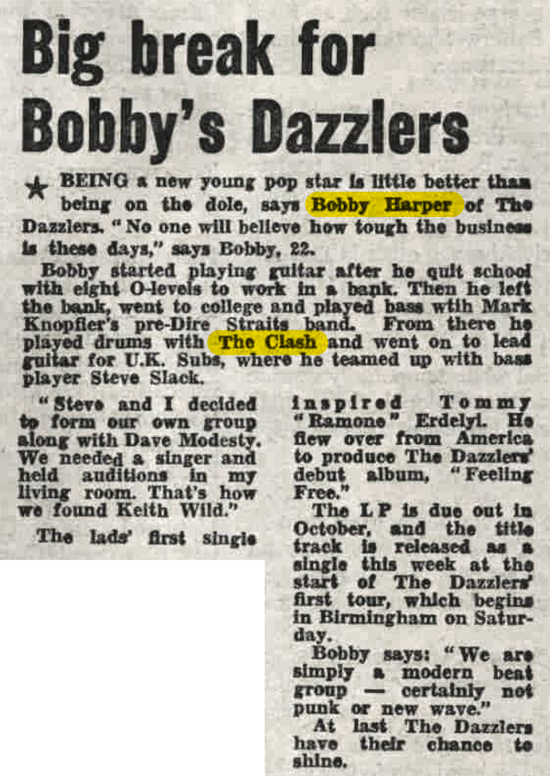 Big break for
Bobby's Dazzlers
★ BEING a new young pop star is little better than
being on the dole, says Bobby Harper of The
Dazzlers. "No one will believe how tough the business
is these days," says Bobby, 22.
Bobby started playing guitar after he quit school
with eight O-levels to work in a bank. Then he left
the bank, went to college and played bass wtih Mark
Knopfler's pre-Dire Straits band. From there he
played drums with The Clash and went on to lead
guitar for U.K. Subs, where he teamed up with bass
player Steve Slack.
"Steve and I decided
to form our own group
along with Dave Modesty.
We needed a singer and
held auditions in my
living room. That's how
we found Keith Wild."
The lads' first single
inspired Tommy
"Ramone" Erdelyi. He
flew over from America
to produce The Dazzlers'
debut album, "Feeling
Free."
The LP is due out in
October, and the title
track is released as a
single this week at the
start of The Dazzlers'
first tour, which begins
in Birmingham on Satur-
day.
Bobby says: "We are
simply a modern beat
group — certainly not
punk or new wave."
At last The Dazzlers
have their chance to
shine.